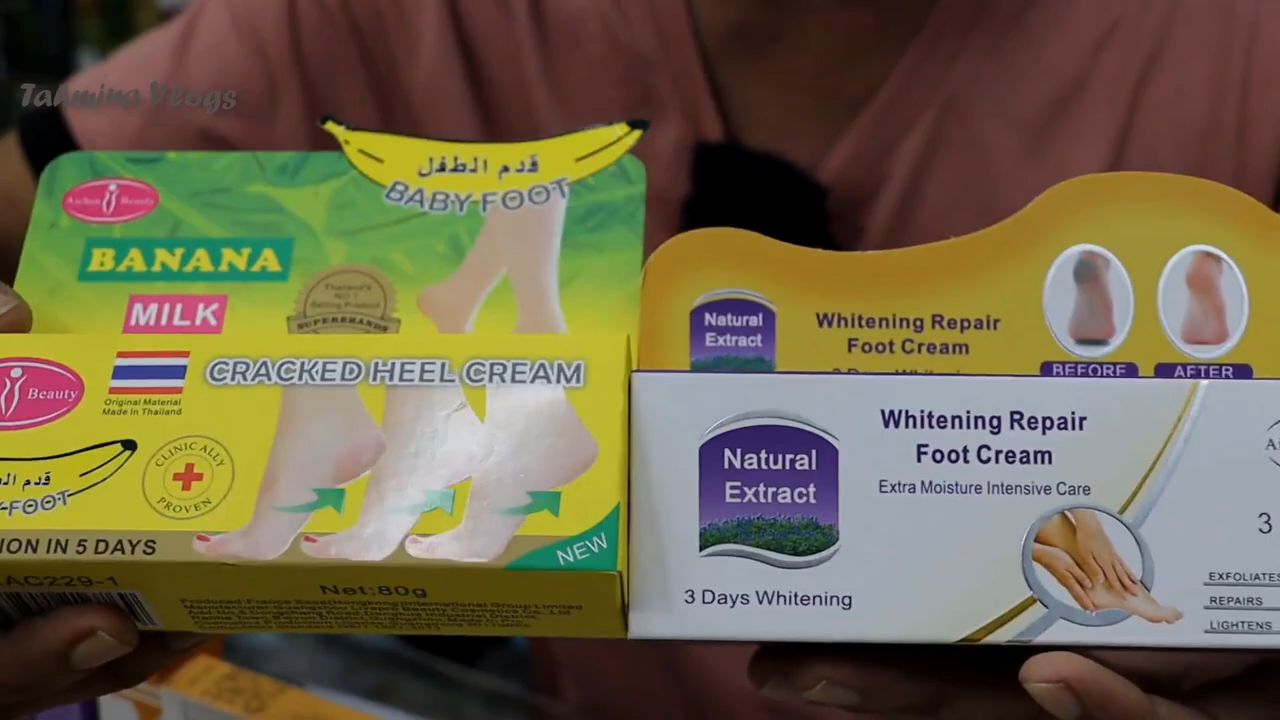 Tahmina Vlogs
قدم الطفل
BABY FOOT
Aichun Beauty
BANANA
MILK
Thailand's
NO 1
Selling Product
SUPERBRANDS
Beauty
Original Material
Made In Thailand
CRACKED HEEL CREAM
CLINICALLY
PROVEN
قدم
FOOT
ION IN 5 DAYS
NEW
AC229-1
Net:80g
Natural
Extract
Whitening Repair
Foot Cream
BEFORE
AFTER
Natural
Extract
Whitening Repair
Foot Cream
Extra Moisture Intensive Care
3 Days Whitening
3
EXFOLIATES
REPAIRS
LIGHTENS